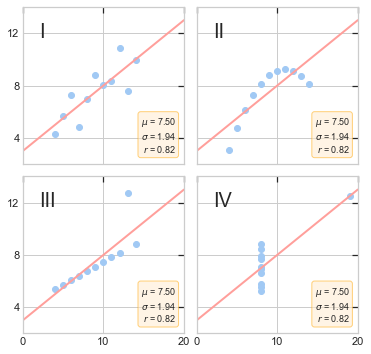 I
II
12
8
4
μ = 7.50
σ = 1.94
r = 0.82
μ = 7.50
σ = 1.94
r = 0.82
III
IV
12
8
4
μ = 7.50
σ = 1.94
r = 0.82
μ = 7.50
σ = 1.94
r = 0.82
0
10
20
0
10
20